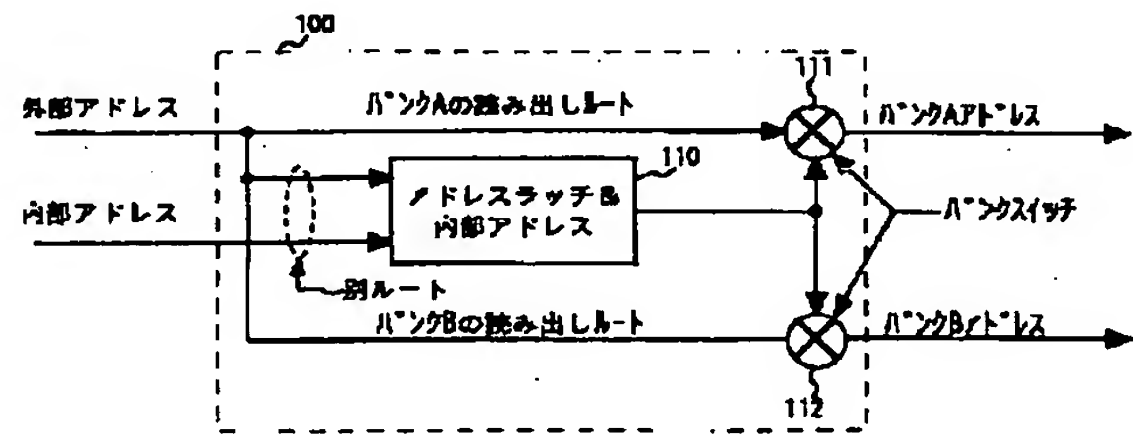 100
111
外部アドレス
バンクAの読み出しルート
バンクAアドレス
110
アドレスラッチ&
内部アドレス
内部アドレス
バンクスイッチ
別ルート
バンクBの読み出しルート
バンクBアドレス
112